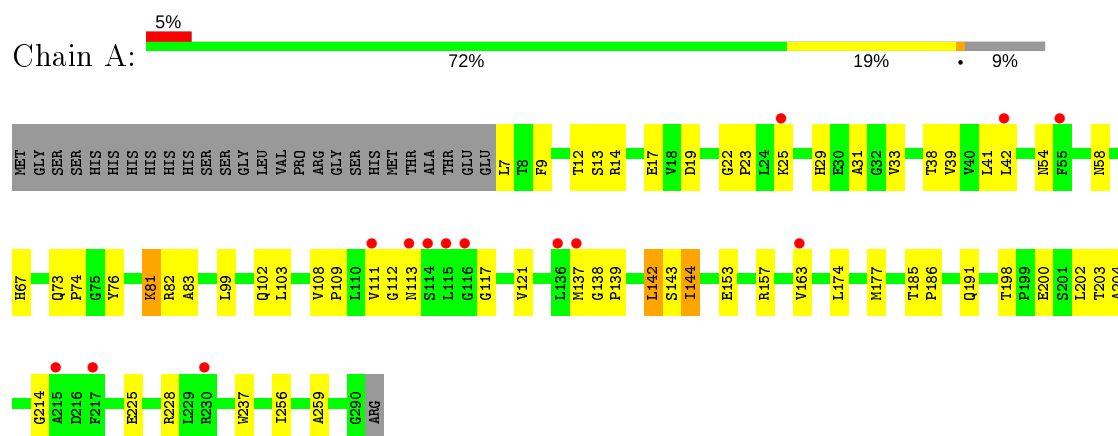 5%
Chain A:
72% 19% • 9%
MET GLY SER SER HIS HIS HIS HIS HIS HIS SER SER GLY LEU VAL PRO ARG GLY SER HIS MET THR ALA THR GLU GLU L7 T8 F9 T12 S13 R14 E17 V18 D19 G22 P23 L24 K25 H29 E30 A31 G32 V33 T38 V39 V40 L41 L42 N54 F55 N58
H67 Q73 P74 G75 Y76 K81 R82 A83 L99 Q102 L103 V108 P109 L110 V111 G112 N113 S114 L115 G116 G117 V121 L136 M137 G138 P139 L142 S143 I144 E153 R157 V163 L174 M177 T185 P186 Q191 T198 P199 E200 S201 L202 T203 A204
G214 A215 D216 F217 E225 R228 L229 R230 W237 I256 A259 G290 ARG